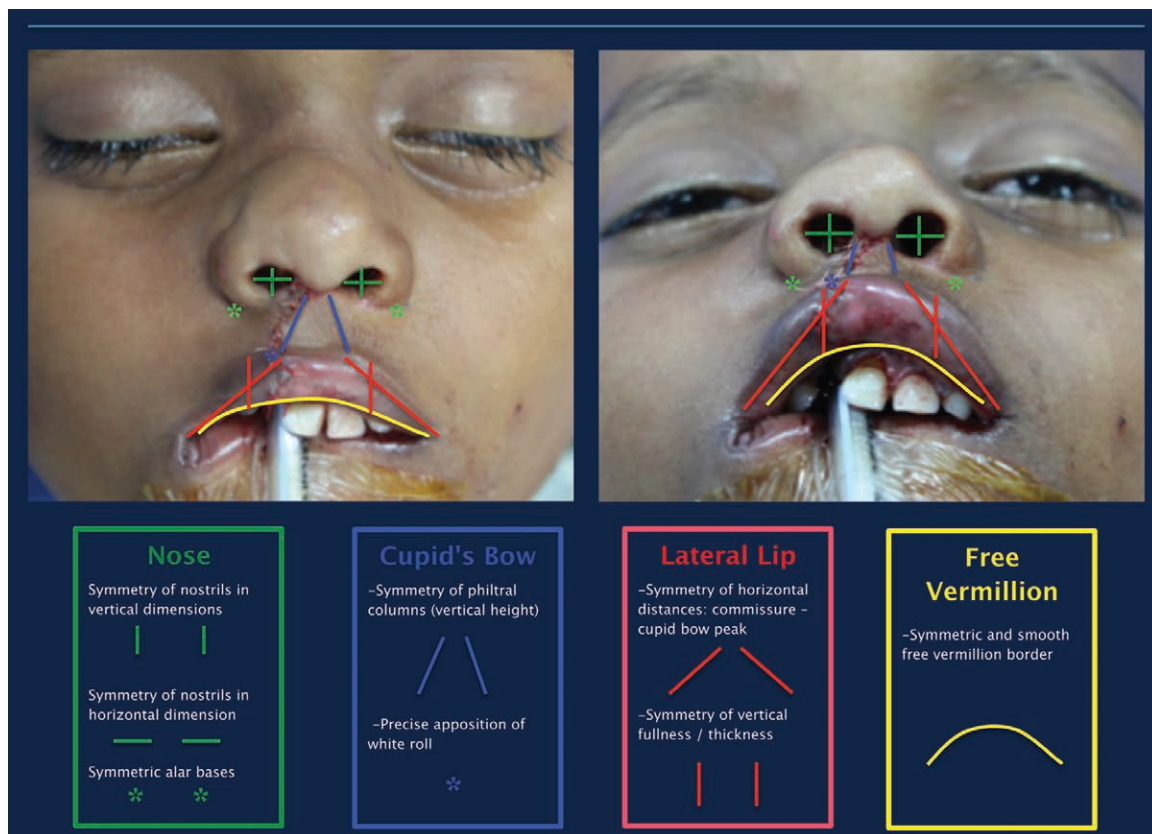 Nose
Symmetry of nostrils in
vertical dimensions
Symmetry of nostrils in
horizontal dimension
Symmetric alar bases
Cupid's Bow
-Symmetry of philtral
columns (vertical height)
-Precise apposition of
white roll
Lateral Lip
-Symmetry of horizontal
distances: commissure -
cupid bow peak
-Symmetry of vertical
fullness / thickness
Free
Vermillion
-Symmetric and smooth
free vermillion border